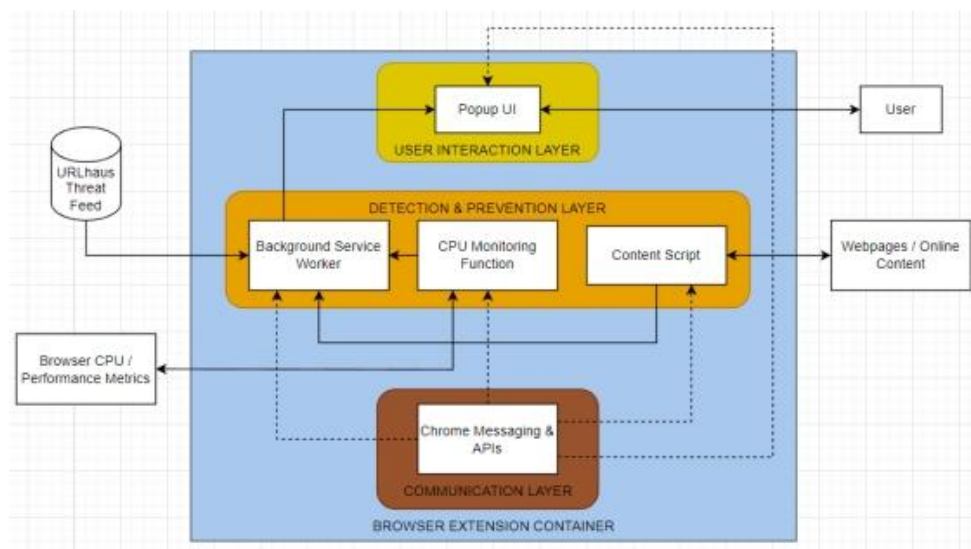 Popup UI
User
USER INTERACTION LAYER
URLhaus
Threat
Feed
DETECTION & PREVENTION LAYER
Background Service
Worker
CPU Monitoring
Function
Content Script
Webpages / Online
Content
Browser CPU /
Performance Metrics
Chrome Messaging &
APIs
COMMUNICATION LAYER
BROWSER EXTENSION CONTAINER